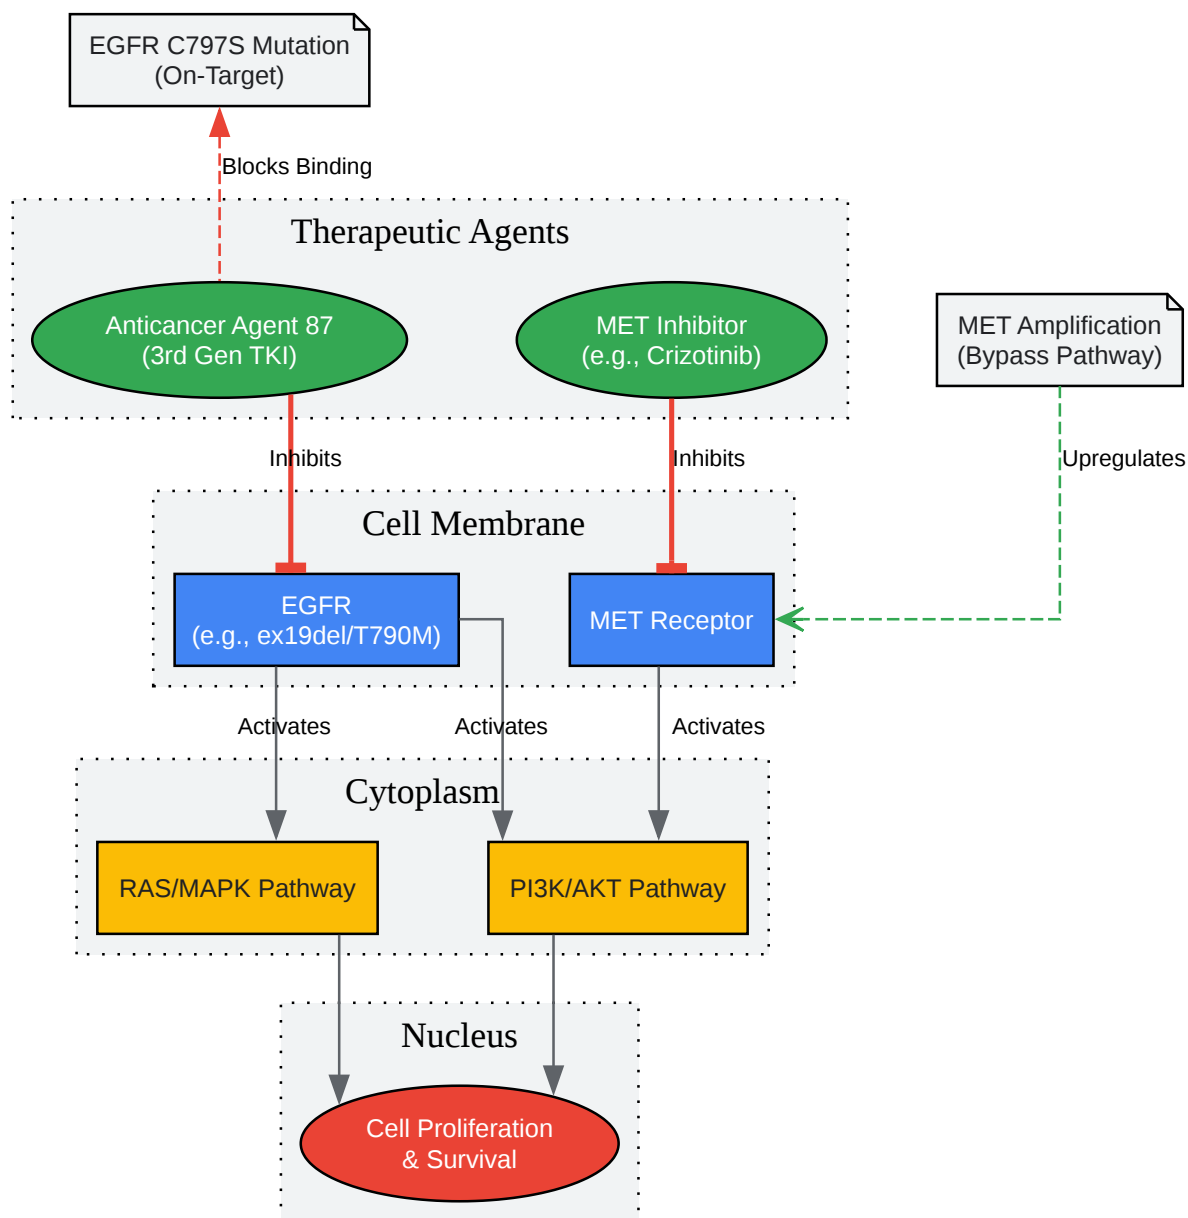 EGFR C797S Mutation
(On-Target)
Blocks Binding
Therapeutic Agents
Anticancer Agent 87
(3rd Gen TKI)
MET Inhibitor
(e.g., Crizotinib)
MET Amplification
(Bypass Pathway)
Inhibits
Inhibits
Upregulates
Cell Membrane
EGFR
(e.g., ex19del/T790M)
MET Receptor
Activates
Activates
Activates
Cytoplasm
RAS/MAPK Pathway
PI3K/AKT Pathway
Nucleus
Cell Proliferation
& Survival